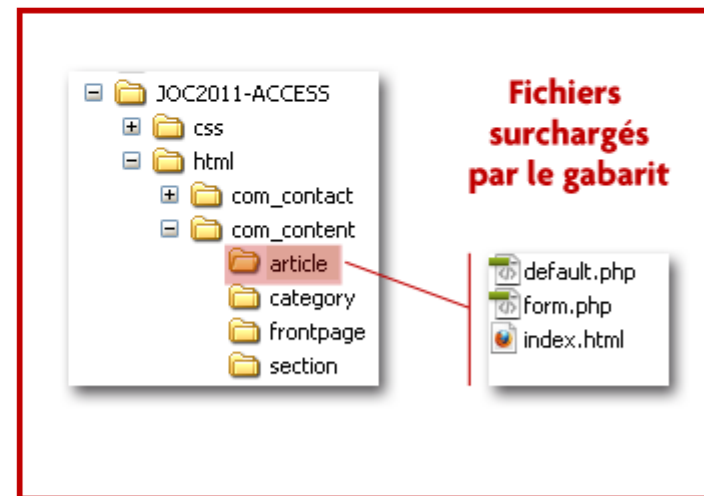 JOC2011-ACCESS
css
html
com_contact
com_content
article
category
frontpage
section
Fichiers
surchargés
par le gabarit
default.php
form.php
index.html